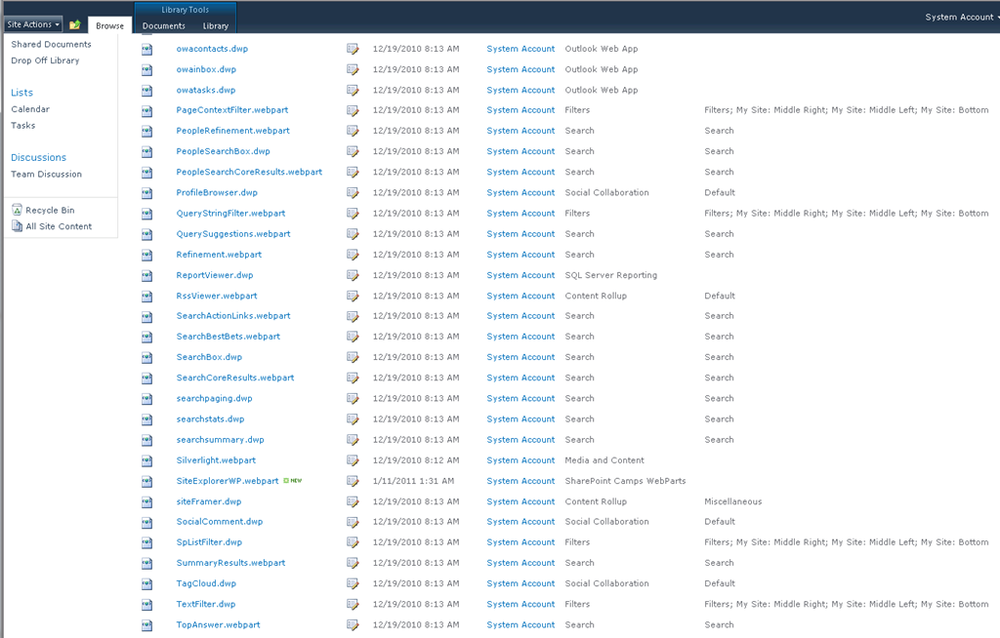 Library Tools
Site Actions Browse Documents Library System Account
Shared Documents
Drop Off Library
Lists
Calendar
Tasks
Discussions
Team Discussion
Recycle Bin
All Site Content
owacontacts.dwp 12/19/2010 8:13 AM System Account Outlook Web App
owainbox.dwp 12/19/2010 8:13 AM System Account Outlook Web App
owatasks.dwp 12/19/2010 8:13 AM System Account Outlook Web App
PageContextFilter.webpart 12/19/2010 8:13 AM System Account Filters Filters; My Site: Middle Right; My Site: Middle Left; My Site: Bottom
PeopleRefinement.webpart 12/19/2010 8:13 AM System Account Search Search
PeopleSearchBox.dwp 12/19/2010 8:13 AM System Account Search Search
PeopleSearchCoreResults.webpart 12/19/2010 8:13 AM System Account Search Search
ProfileBrowser.dwp 12/19/2010 8:13 AM System Account Social Collaboration Default
QueryStringFilter.webpart 12/19/2010 8:13 AM System Account Filters Filters; My Site: Middle Right; My Site: Middle Left; My Site: Bottom
QuerySuggestions.webpart 12/19/2010 8:13 AM System Account Search Search
Refinement.webpart 12/19/2010 8:13 AM System Account Search Search
ReportViewer.dwp 12/19/2010 8:13 AM System Account SQL Server Reporting
RssViewer.webpart 12/19/2010 8:13 AM System Account Content Rollup Default
SearchActionLinks.webpart 12/19/2010 8:13 AM System Account Search Search
SearchBestBets.webpart 12/19/2010 8:13 AM System Account Search Search
SearchBox.dwp 12/19/2010 8:13 AM System Account Search Search
SearchCoreResults.webpart 12/19/2010 8:13 AM System Account Search Search
searchpaging.dwp 12/19/2010 8:13 AM System Account Search Search
searchstats.dwp 12/19/2010 8:13 AM System Account Search Search
searchsummary.dwp 12/19/2010 8:13 AM System Account Search Search
Silverlight.webpart 12/19/2010 8:12 AM System Account Media and Content
SiteExplorerWP.webpart NEW 1/11/2011 1:31 AM System Account SharePoint Camps WebParts
siteFramer.dwp 12/19/2010 8:13 AM System Account Content Rollup Miscellaneous
SocialComment.dwp 12/19/2010 8:13 AM System Account Social Collaboration Default
SpListFilter.dwp 12/19/2010 8:13 AM System Account Filters Filters; My Site: Middle Right; My Site: Middle Left; My Site: Bottom
SummaryResults.webpart 12/19/2010 8:13 AM System Account Search Search
TagCloud.dwp 12/19/2010 8:13 AM System Account Social Collaboration Default
TextFilter.dwp 12/19/2010 8:13 AM System Account Filters Filters; My Site: Middle Right; My Site: Middle Left; My Site: Bottom
TopAnswer.webpart 12/19/2010 8:13 AM System Account Search Search